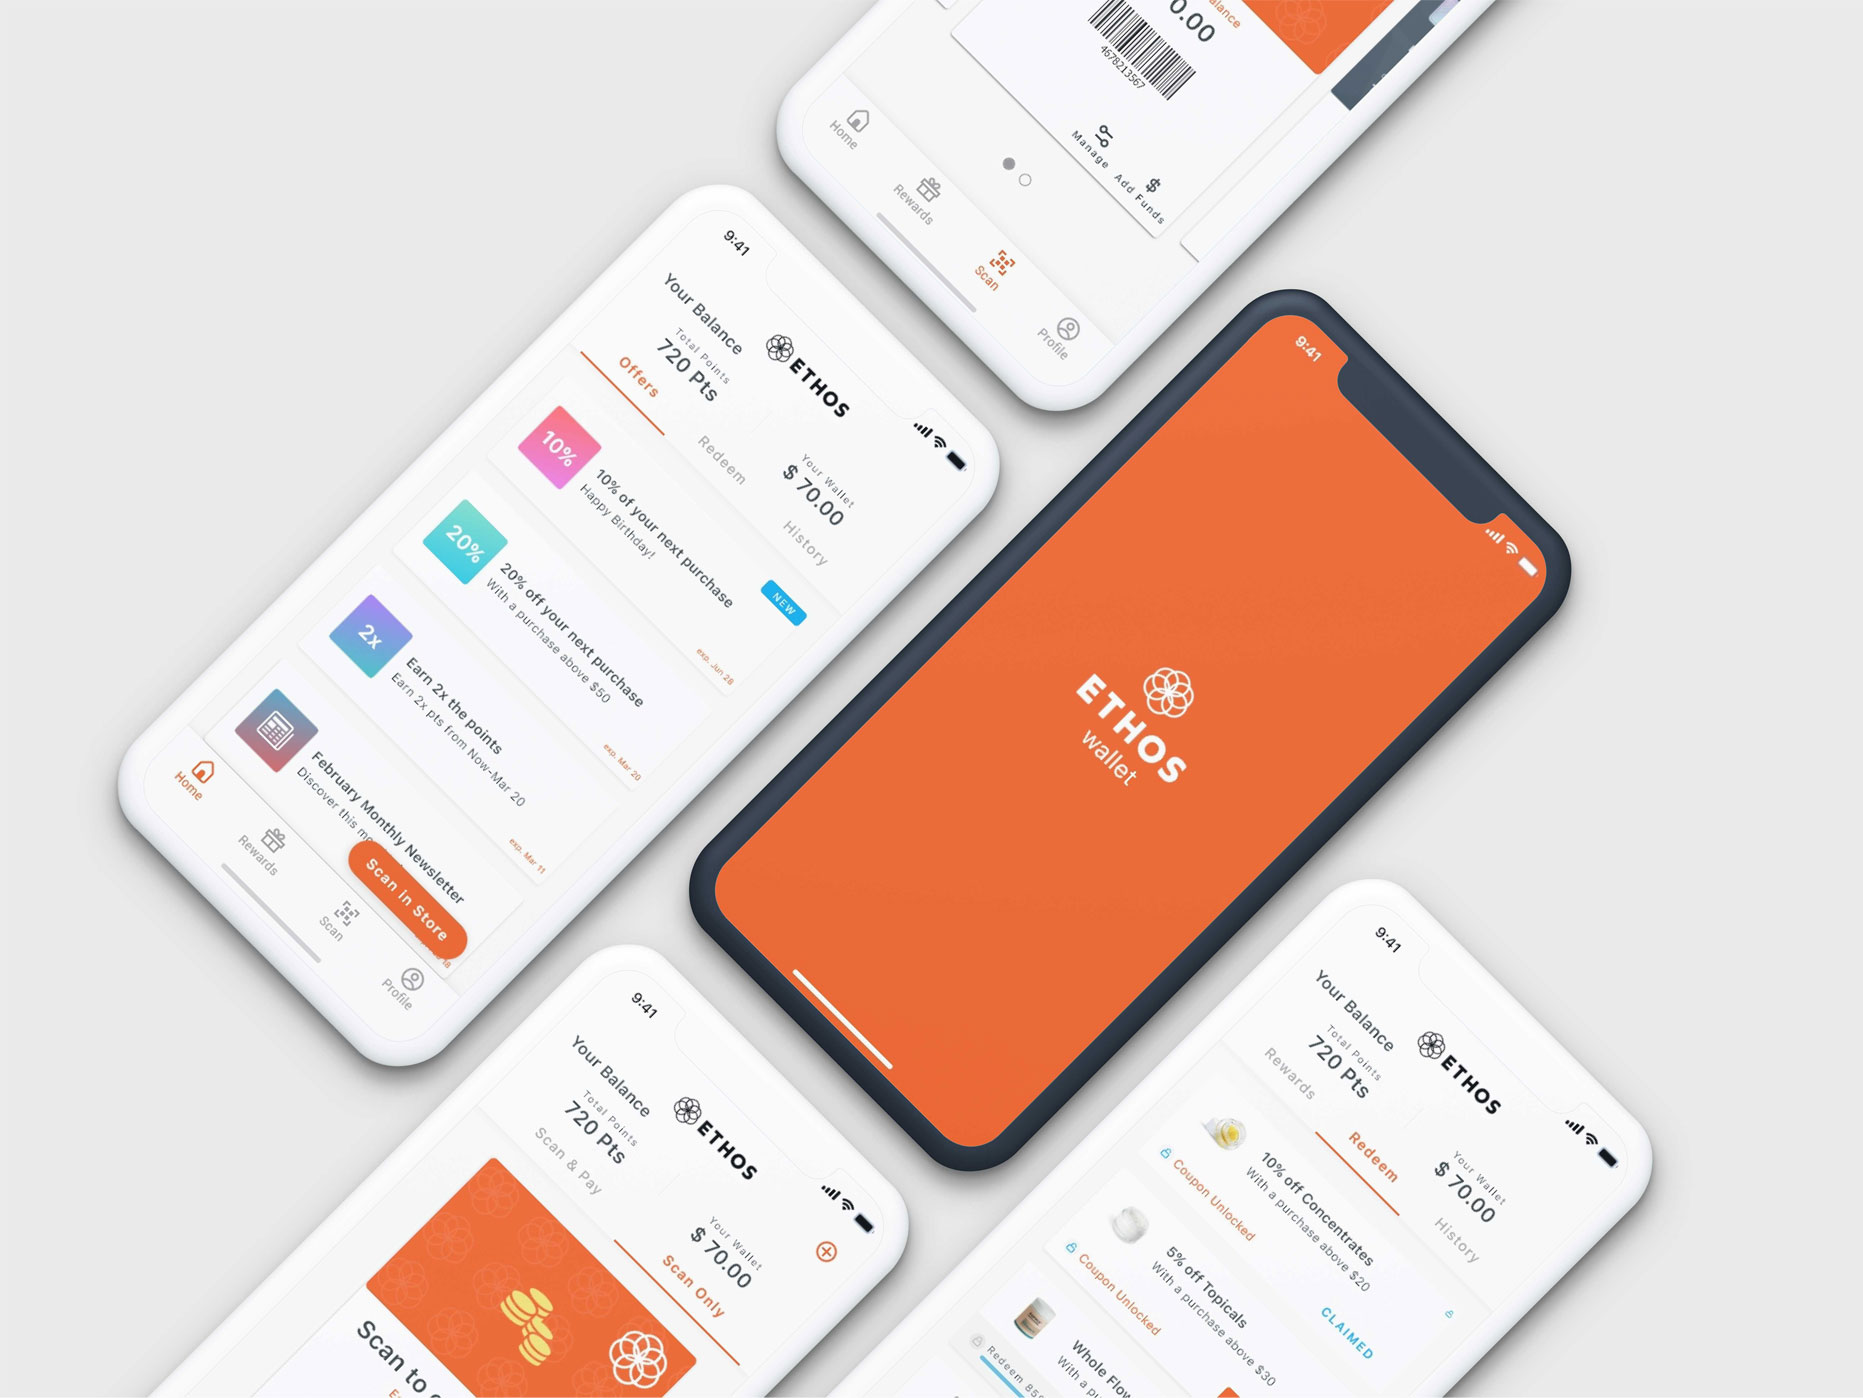 alance
0.00
4678213567
Manage
Add Funds
Home
Rewards
Scan
Profile
9:41
Your Balance
ETHOS
Total Points
720 Pts
Your Wallet
$ 70.00
Offers
Redeem
History
10%
10% of your next purchase
Happy Birthday!
NEW
exp. Jun 28
20%
20% off your next purchase
With a purchase above $50
exp. Mar 20
2x
Earn 2x the points
Earn 2x pts from Now-Mar 20
exp. Mar 11
February Monthly Newsletter
Discover this mo
Scan in Store
Home
Rewards
Scan
Profile
9:41
ETHOS
wallet
9:41
Your Balance
ETHOS
Total Points
720 Pts
Your Wallet
$ 70.00
Scan & Pay
Scan Only
Scan to
9:41
Your Balance
ETHOS
Total Points
720 Pts
Your Wallet
$ 70.00
Rewards
Redeem
History
10% off Concentrates
With a purchase above $20
Coupon Unlocked
CLAIMED
5% off Topicals
With a purchase above $30
Coupon Unlocked
Whole Flow
With a pu
Redeem 850